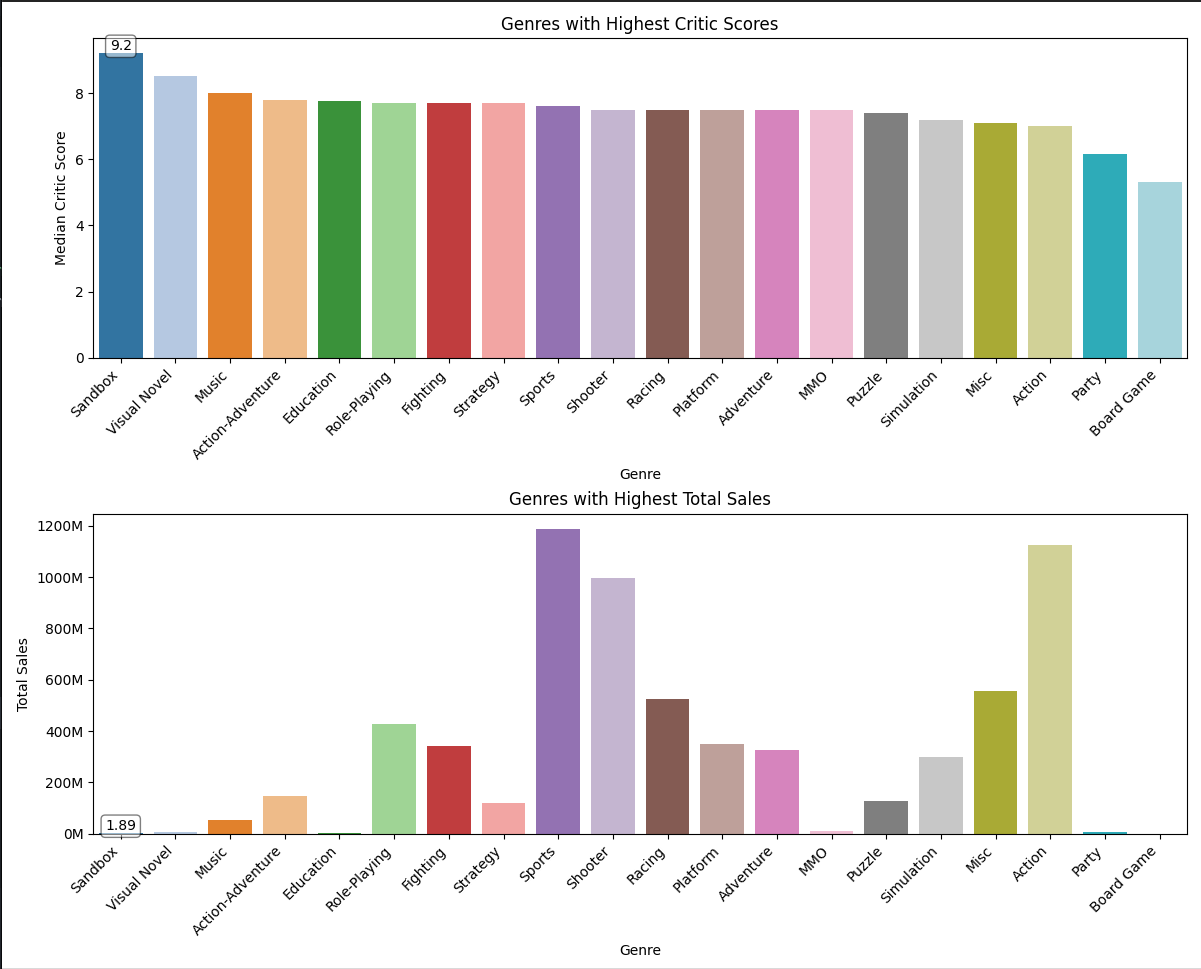 Genres with Highest Critic Scores
9.2
8
6
4
2
0
Median Critic Score
Sandbox
Visual Novel
Music
Action-Adventure
Education
Role-Playing
Fighting
Strategy
Sports
Shooter
Racing
Platform
Adventure
MMO
Puzzle
Simulation
Misc
Action
Party
Board Game
Genre
Genres with Highest Total Sales
1200M
1000M
800M
600M
400M
200M
0M
Total Sales
1.89
Sandbox
Visual Novel
Music
Action-Adventure
Education
Role-Playing
Fighting
Strategy
Sports
Shooter
Racing
Platform
Adventure
MMO
Puzzle
Simulation
Misc
Action
Party
Board Game
Genre